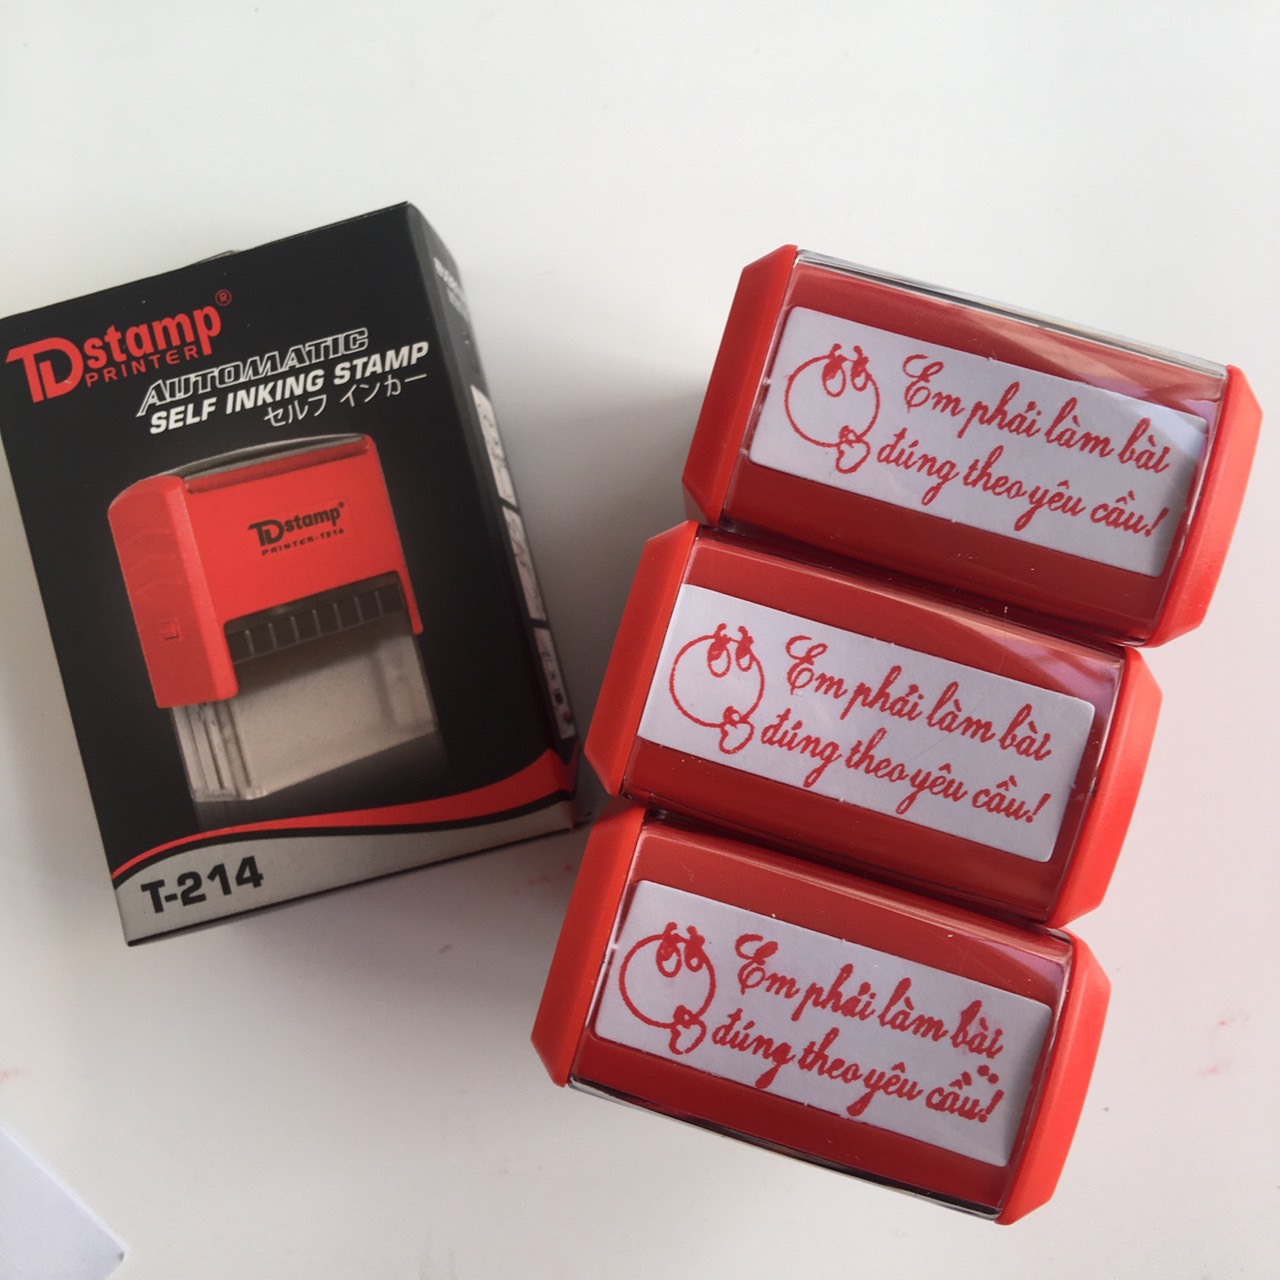 TDstamp®
PRINTER
AUTOMATIC
SELF INKING STAMP
セルフ インカー
TDstamp®
PRINTER-T214
T-214
Em phải làm bài
đúng theo yêu cầu!
Em phải làm bài
đúng theo yêu cầu!
Em phải làm bài
đúng theo yêu cầu!